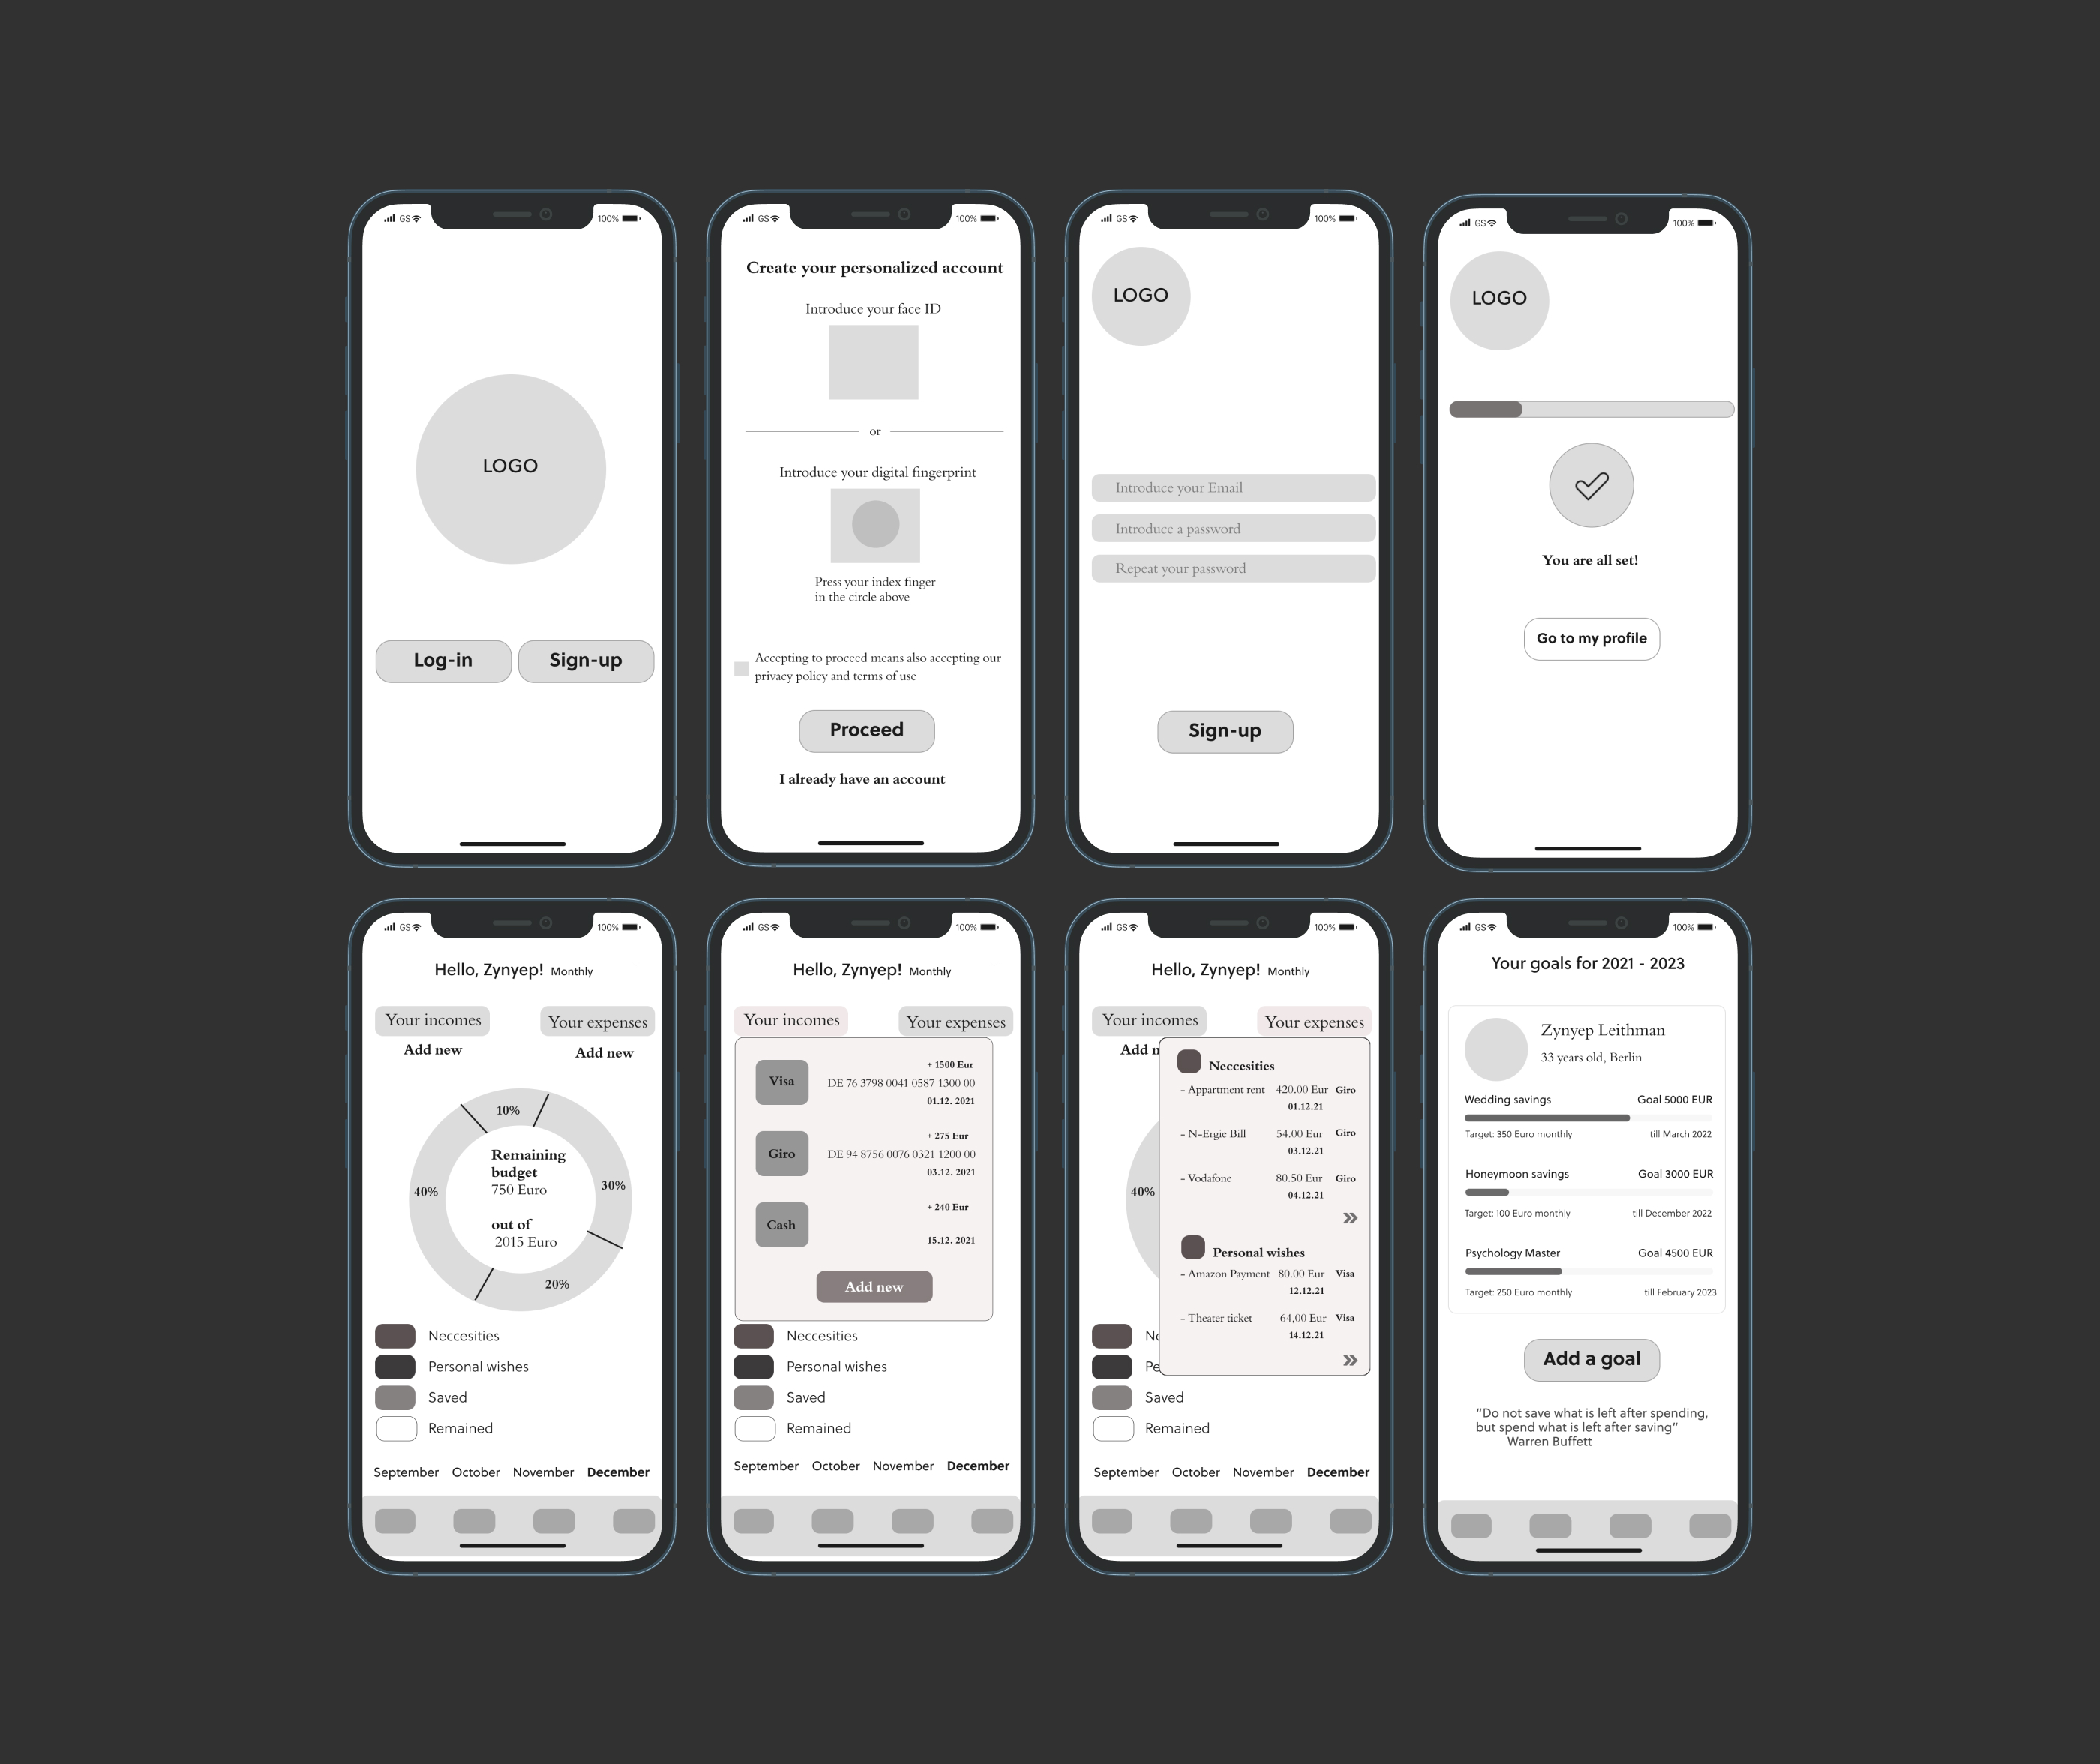 GS 100%
LOGO
Log-in Sign-up
GS 100%
Create your personalized account
Introduce your face ID
or
Introduce your digital fingerprint
Press your index finger
in the circle above
Accepting to proceed means also accepting our
privacy policy and terms of use
Proceed
I already have an account
GS 100%
LOGO
Introduce your Email
Introduce a password
Repeat your password
Sign-up
GS 100%
LOGO
You are all set!
Go to my profile
GS 100%
Hello, Zynyep! Monthly
Your incomes Your expenses
Add new Add new
10%
Remaining
budget
750 Euro
40% 30%
out of
2015 Euro
20%
Neccesities
Personal wishes
Saved
Remained
September October November December
GS 100%
Hello, Zynyep! Monthly
Your incomes Your expenses
+ 1500 Eur
Visa DE 76 3798 0041 0587 1300 00
01.12. 2021
+ 275 Eur
Giro DE 94 8756 0076 0321 1200 00
03.12. 2021
+ 240 Eur
Cash
15.12. 2021
Add new
Neccesities
Personal wishes
Saved
Remained
September October November December
GS 100%
Hello, Zynyep! Monthly
Your incomes Your expenses
Add n
Neccesities
- Appartment rent 420.00 Eur Giro
01.12.21
- N-Ergie Bill 54.00 Eur Giro
03.12.21
- Vodafone 80.50 Eur Giro
04.12.21
40%
»
Personal wishes
- Amazon Payment 80.00 Eur Visa
12.12.21
- Theater ticket 64,00 Eur Visa
14.12.21
»
Ne
Pe
Saved
Remained
September October November December
GS 100%
Your goals for 2021 - 2023
Zynyep Leithman
33 years old, Berlin
Wedding savings Goal 5000 EUR
Target: 350 Euro monthly till March 2022
Honeymoon savings Goal 3000 EUR
Target: 100 Euro monthly till December 2022
Psychology Master Goal 4500 EUR
Target: 250 Euro monthly till February 2023
Add a goal
“Do not save what is left after spending,
but spend what is left after saving“
Warren Buffett